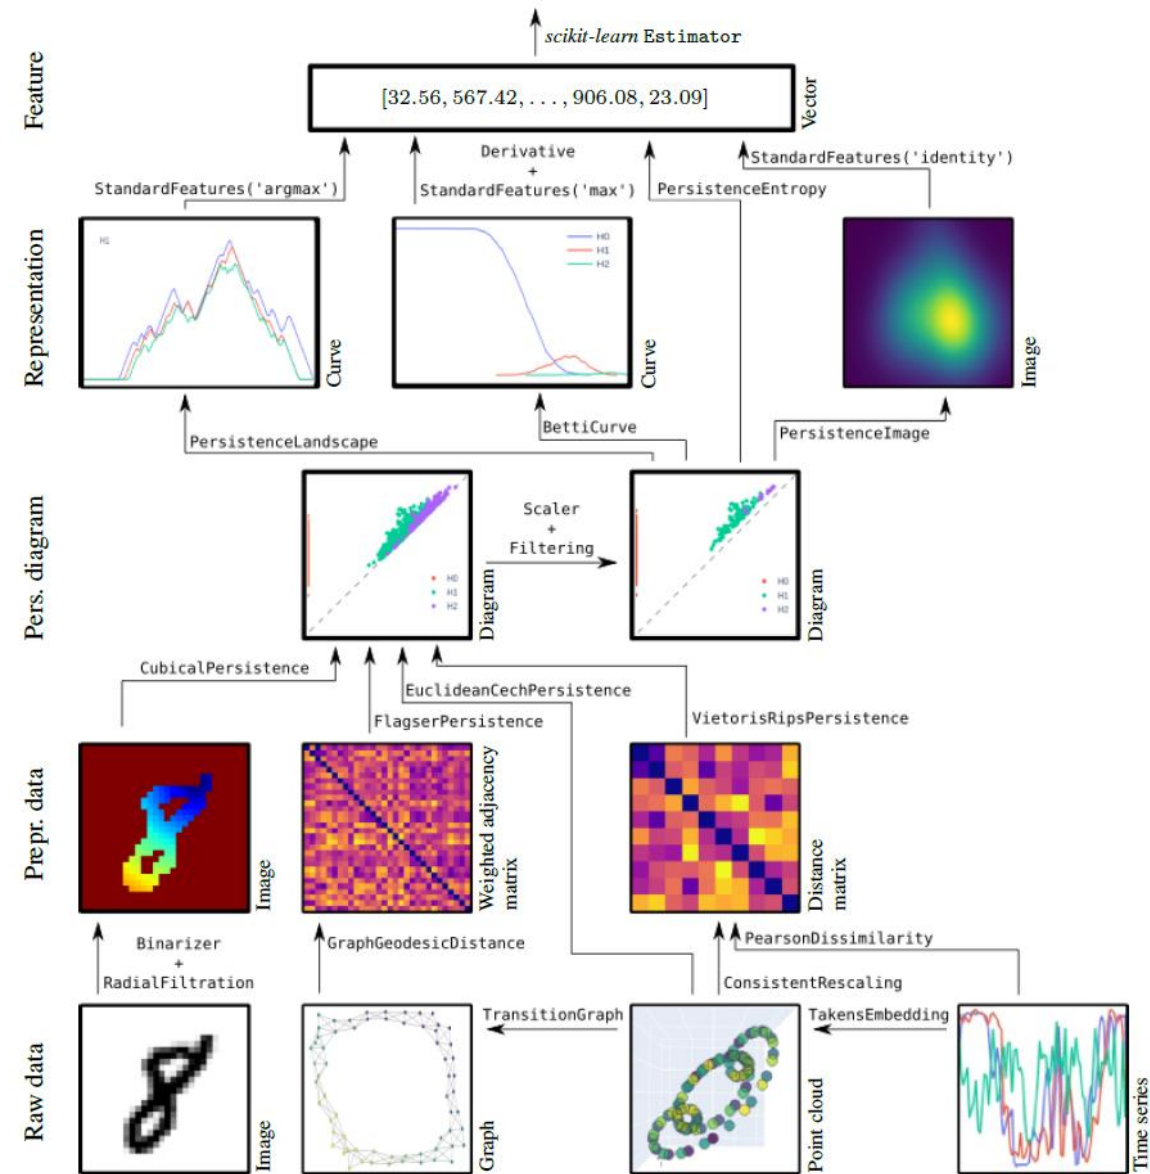 scikit-learn Estimator
Feature
[32.56, 567.42, . . . , 906.08, 23.09]
Vector
StandardFeatures('argmax')
Derivative
+
StandardFeatures('max')
PersistenceEntropy
StandardFeatures('identity')
Representation
H1
Curve
H0
H1
H2
Curve
Image
PersistenceLandscape
BettiCurve
PersistenceImage
Pers. diagram
H0
H1
H2
Diagram
Scaler
+
Filtering
H0
H1
H2
Diagram
CubicalPersistence
FlagserPersistence
EuclideanCechPersistence
VietorisRipsPersistence
Prepr. data
Image
Weighted adjacency
matrix
Distance
matrix
Binarizer
+
RadialFiltration
GraphGeodesicDistance
ConsistentRescaling
PearsonDissimilarity
Raw data
Image
Graph
TransitionGraph
Point cloud
TakensEmbedding
Time series